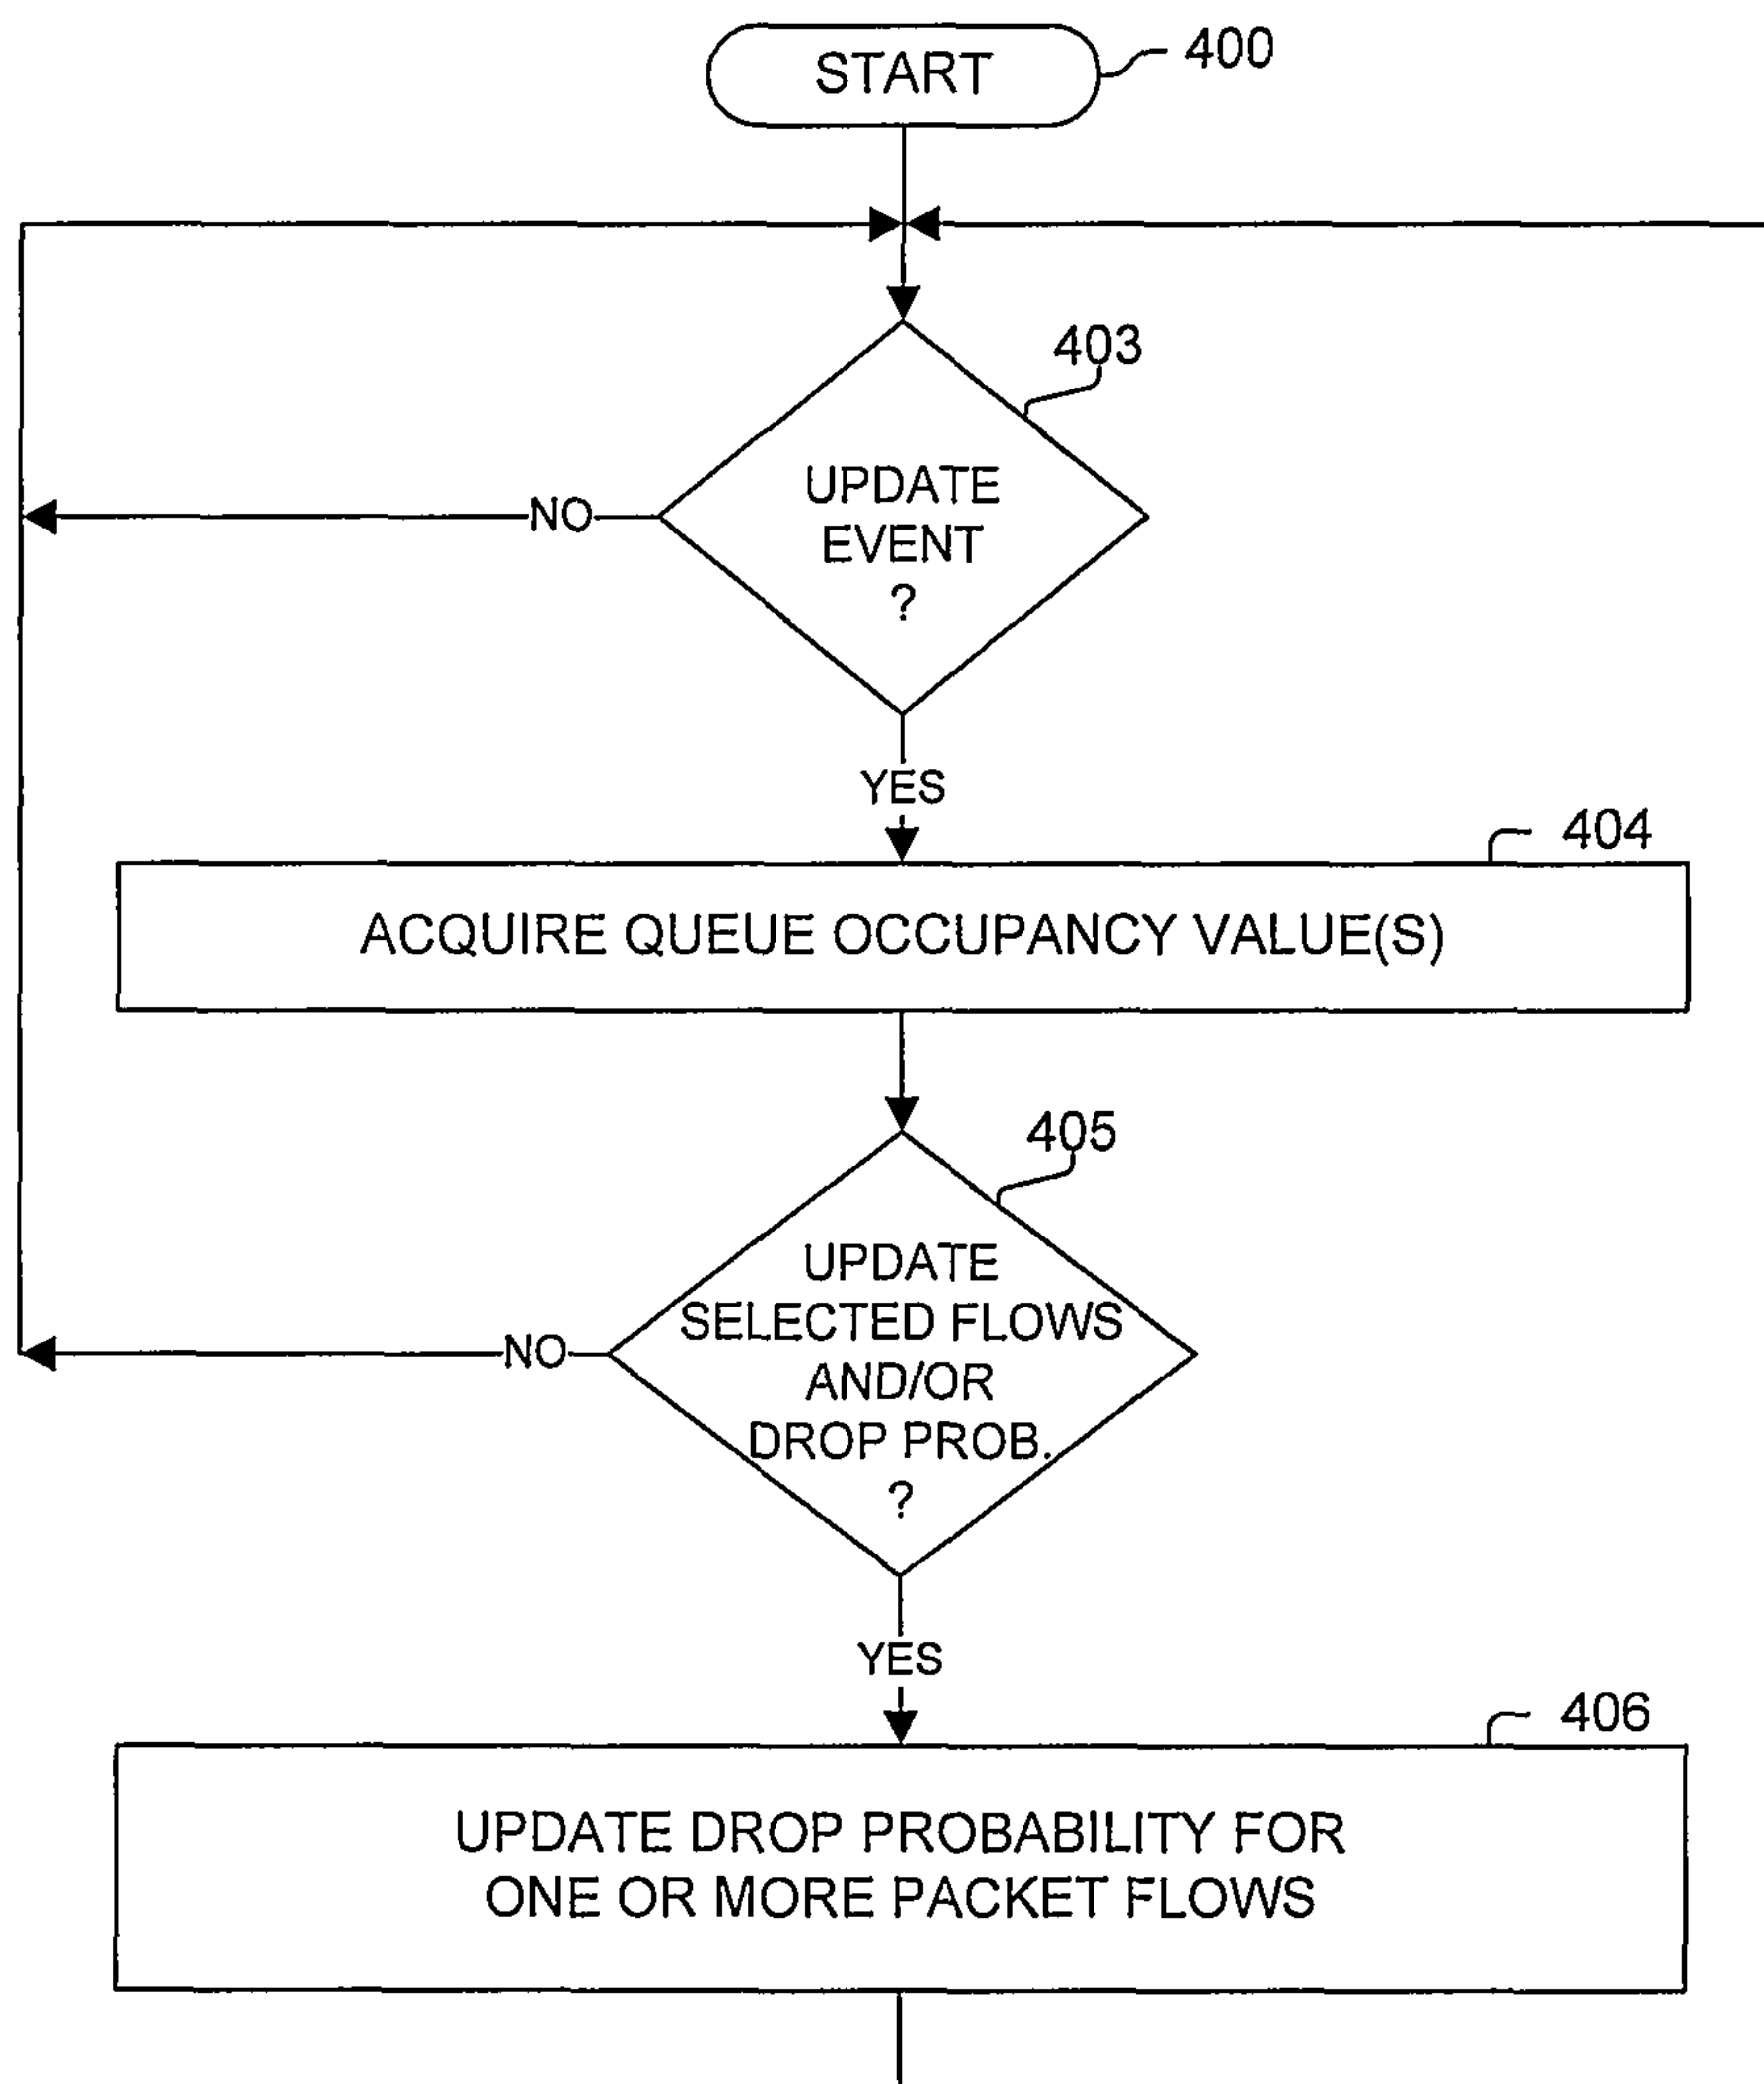 START
400
403
UPDATE
EVENT
?
NO
YES
404
ACQUIRE QUEUE OCCUPANCY VALUE(S)
405
UPDATE
SELECTED FLOWS
AND/OR
DROP PROB.
?
NO
YES
406
UPDATE DROP PROBABILITY FOR
ONE OR MORE PACKET FLOWS